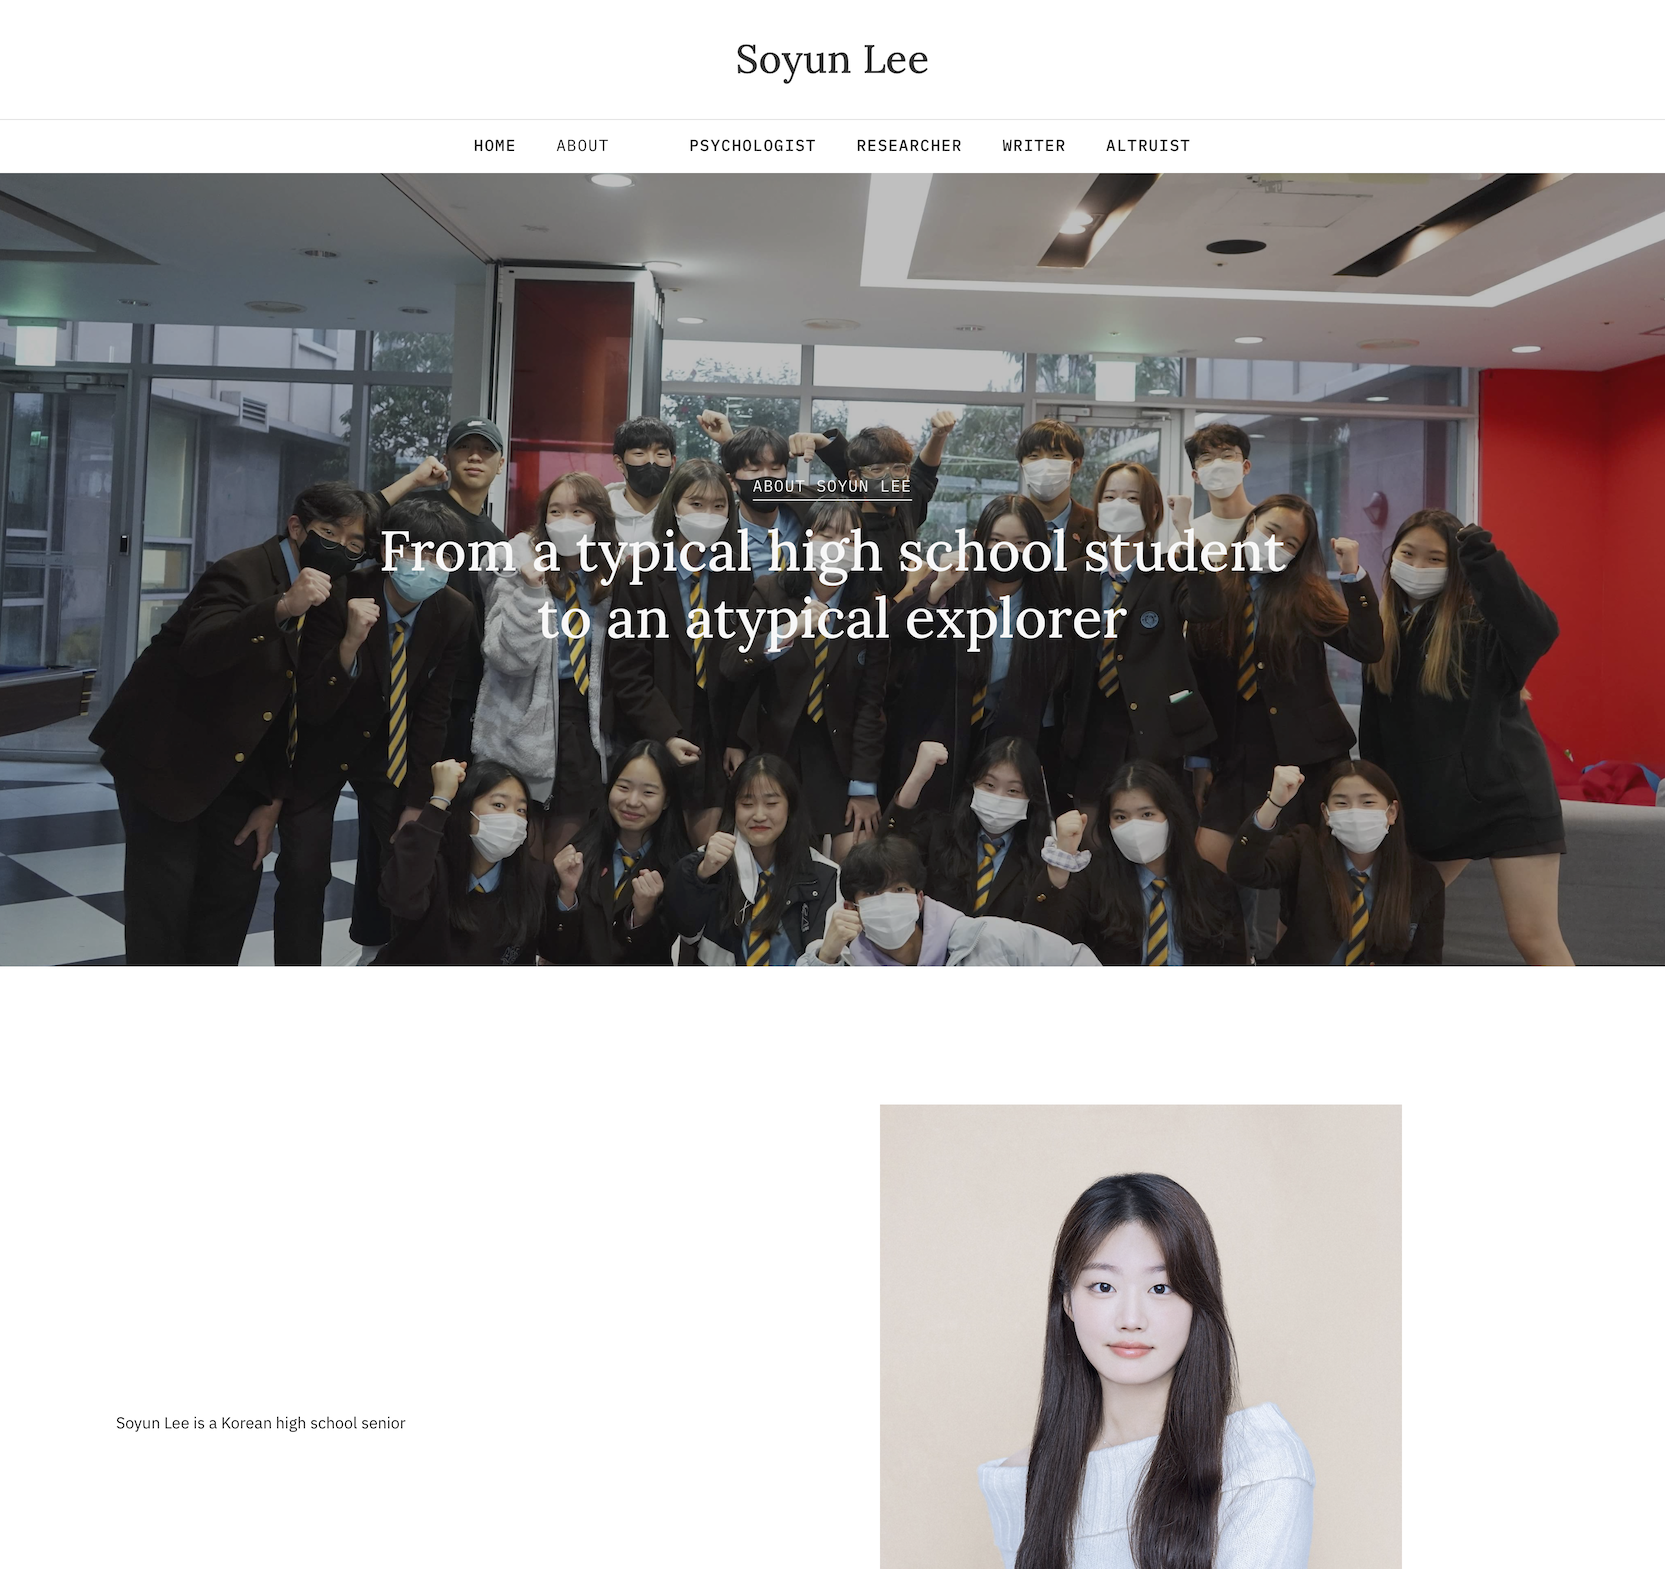 Soyun Lee
HOME ABOUT PSYCHOLOGIST RESEARCHER WRITER ALTRUIST
ABOUT SOYUN LEE
From a typical high school student
to an atypical explorer
Soyun Lee is a Korean high school senior